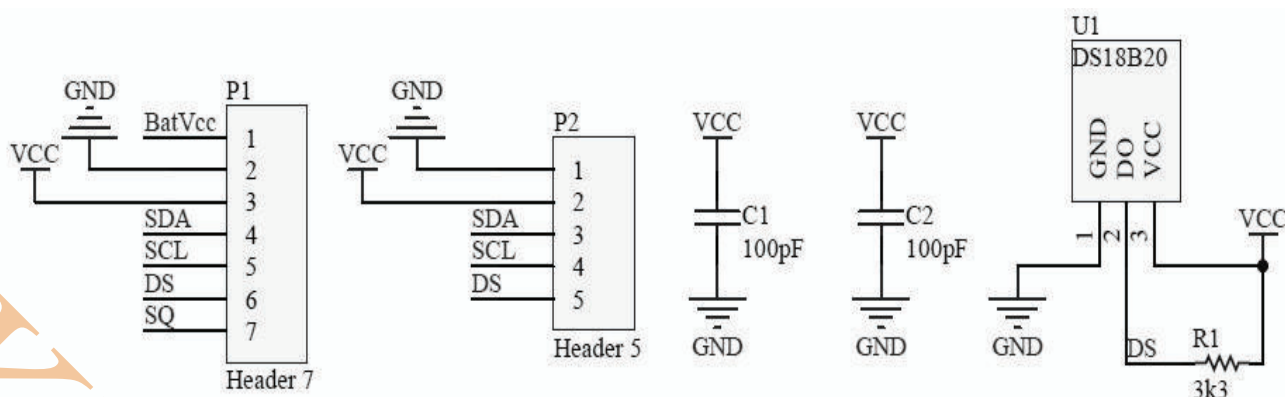 P1
GND
BatVcc
VCC
SDA
SCL
DS
SQ
1
2
3
4
5
6
7
Header 7
P2
GND
VCC
SDA
SCL
DS
1
2
3
4
5
Header 5
VCC
C1
100pF
GND
VCC
C2
100pF
GND
U1
DS18B20
GND
DO
VCC
1
2
3
VCC
GND
DS
R1
3k3